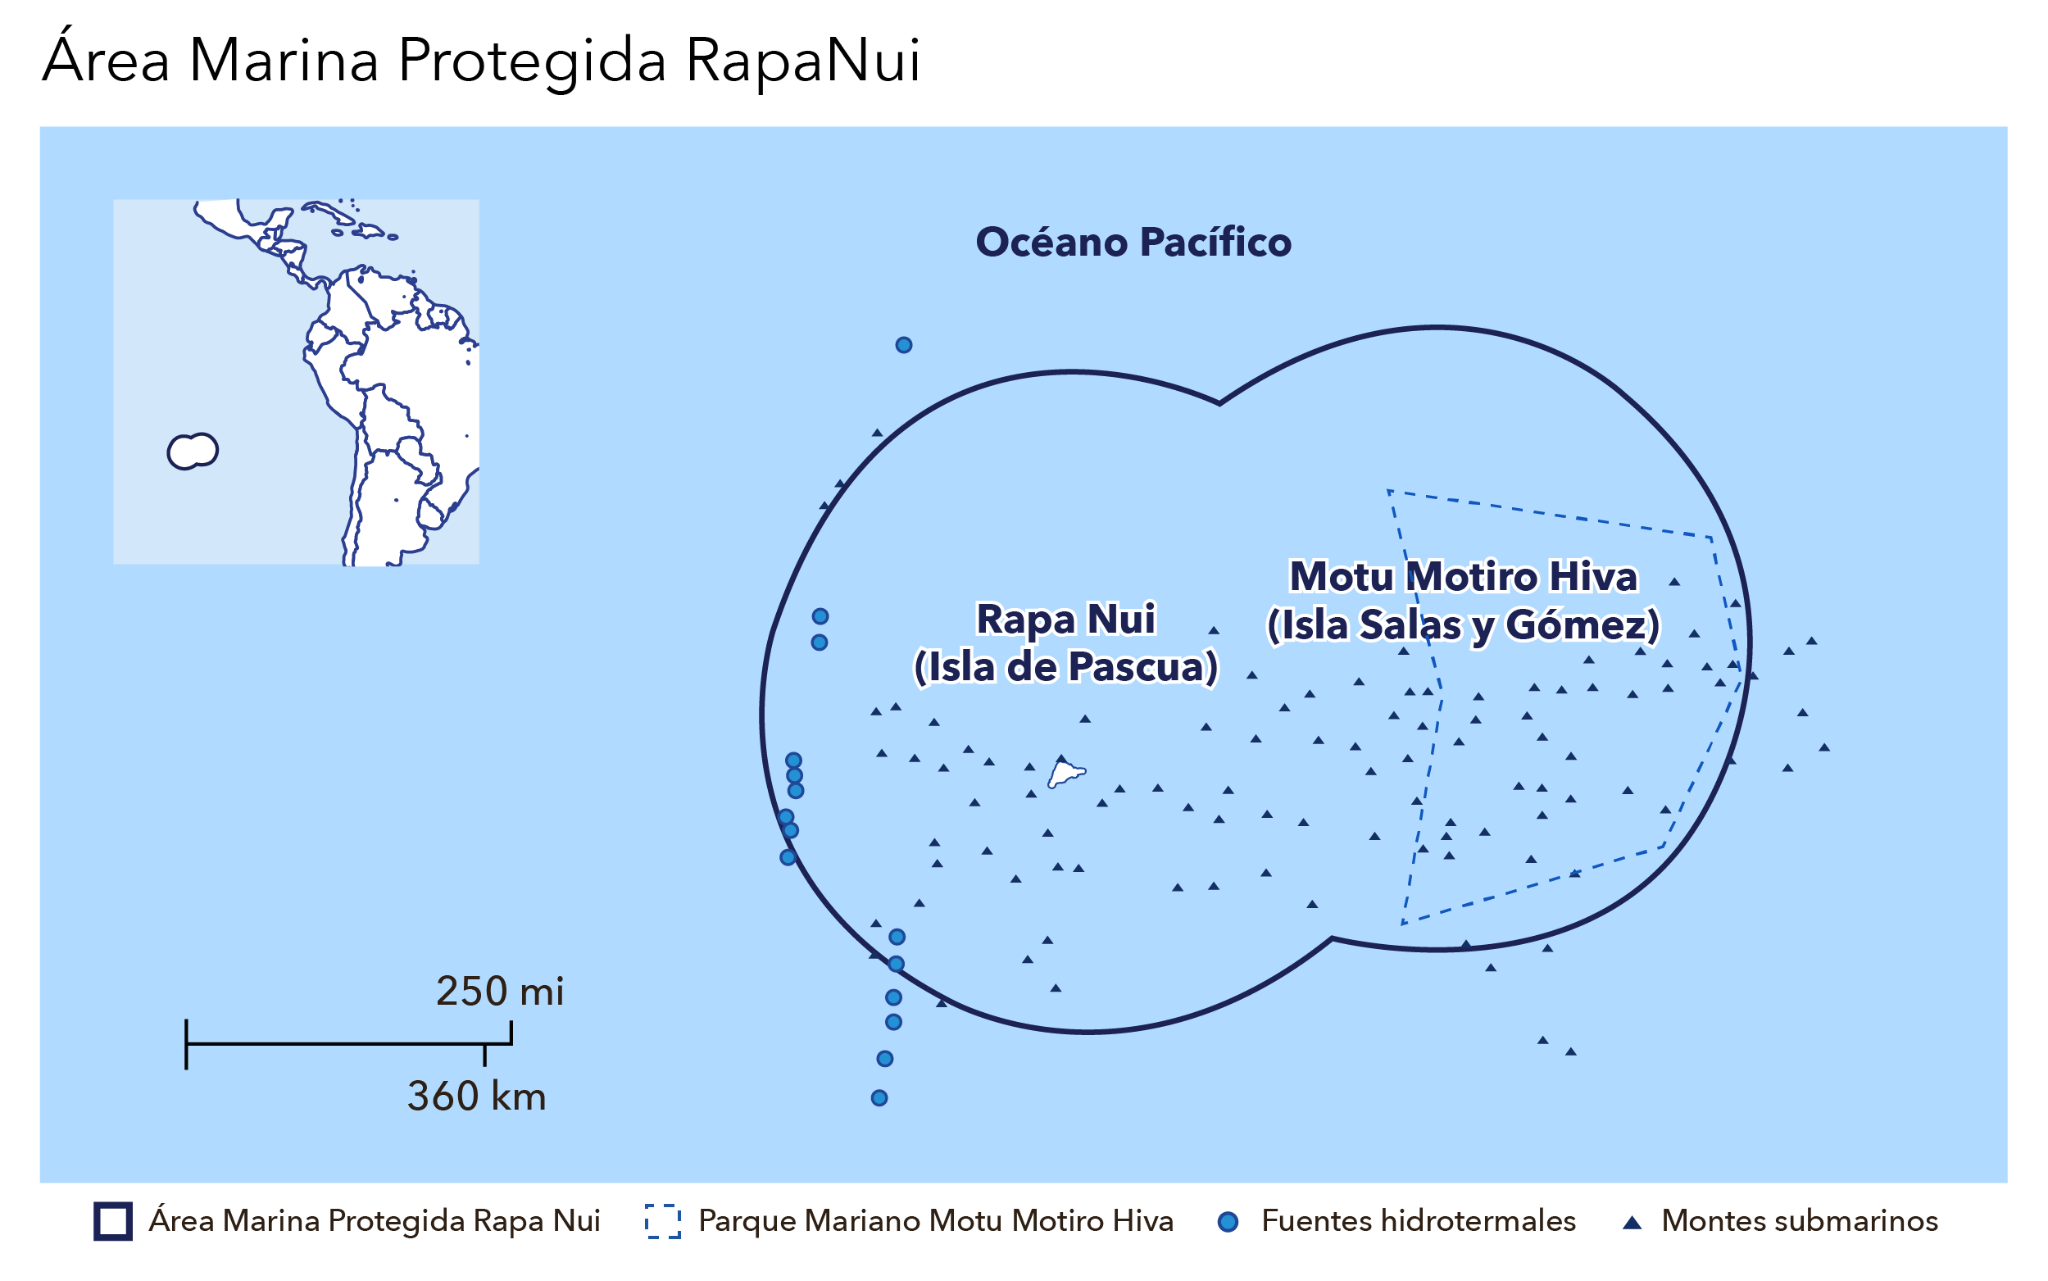 Área Marina Protegida RapaNui
Océano Pacífico
Motu Motiro Hiva
(Isla Salas y Gómez)
Rapa Nui
(Isla de Pascua)
250 mi
360 km
Área Marina Protegida Rapa Nui
Parque Mariano Motu Motiro Hiva
Fuentes hidrotermales
Montes submarinos